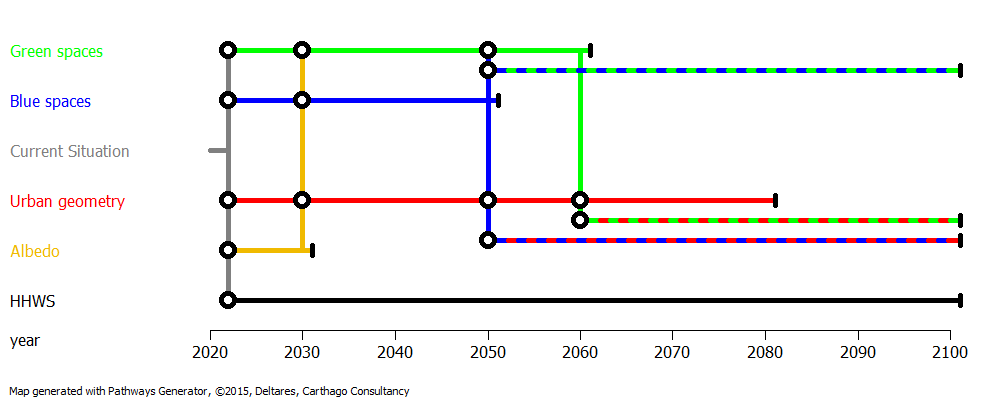 Green spaces
Blue spaces
Current Situation
Urban geometry
Albedo
HHWS
year
2020 2030 2040 2050 2060 2070 2080 2090 2100
Map generated with Pathways Generator, ©2015, Deltares, Carthago Consultancy